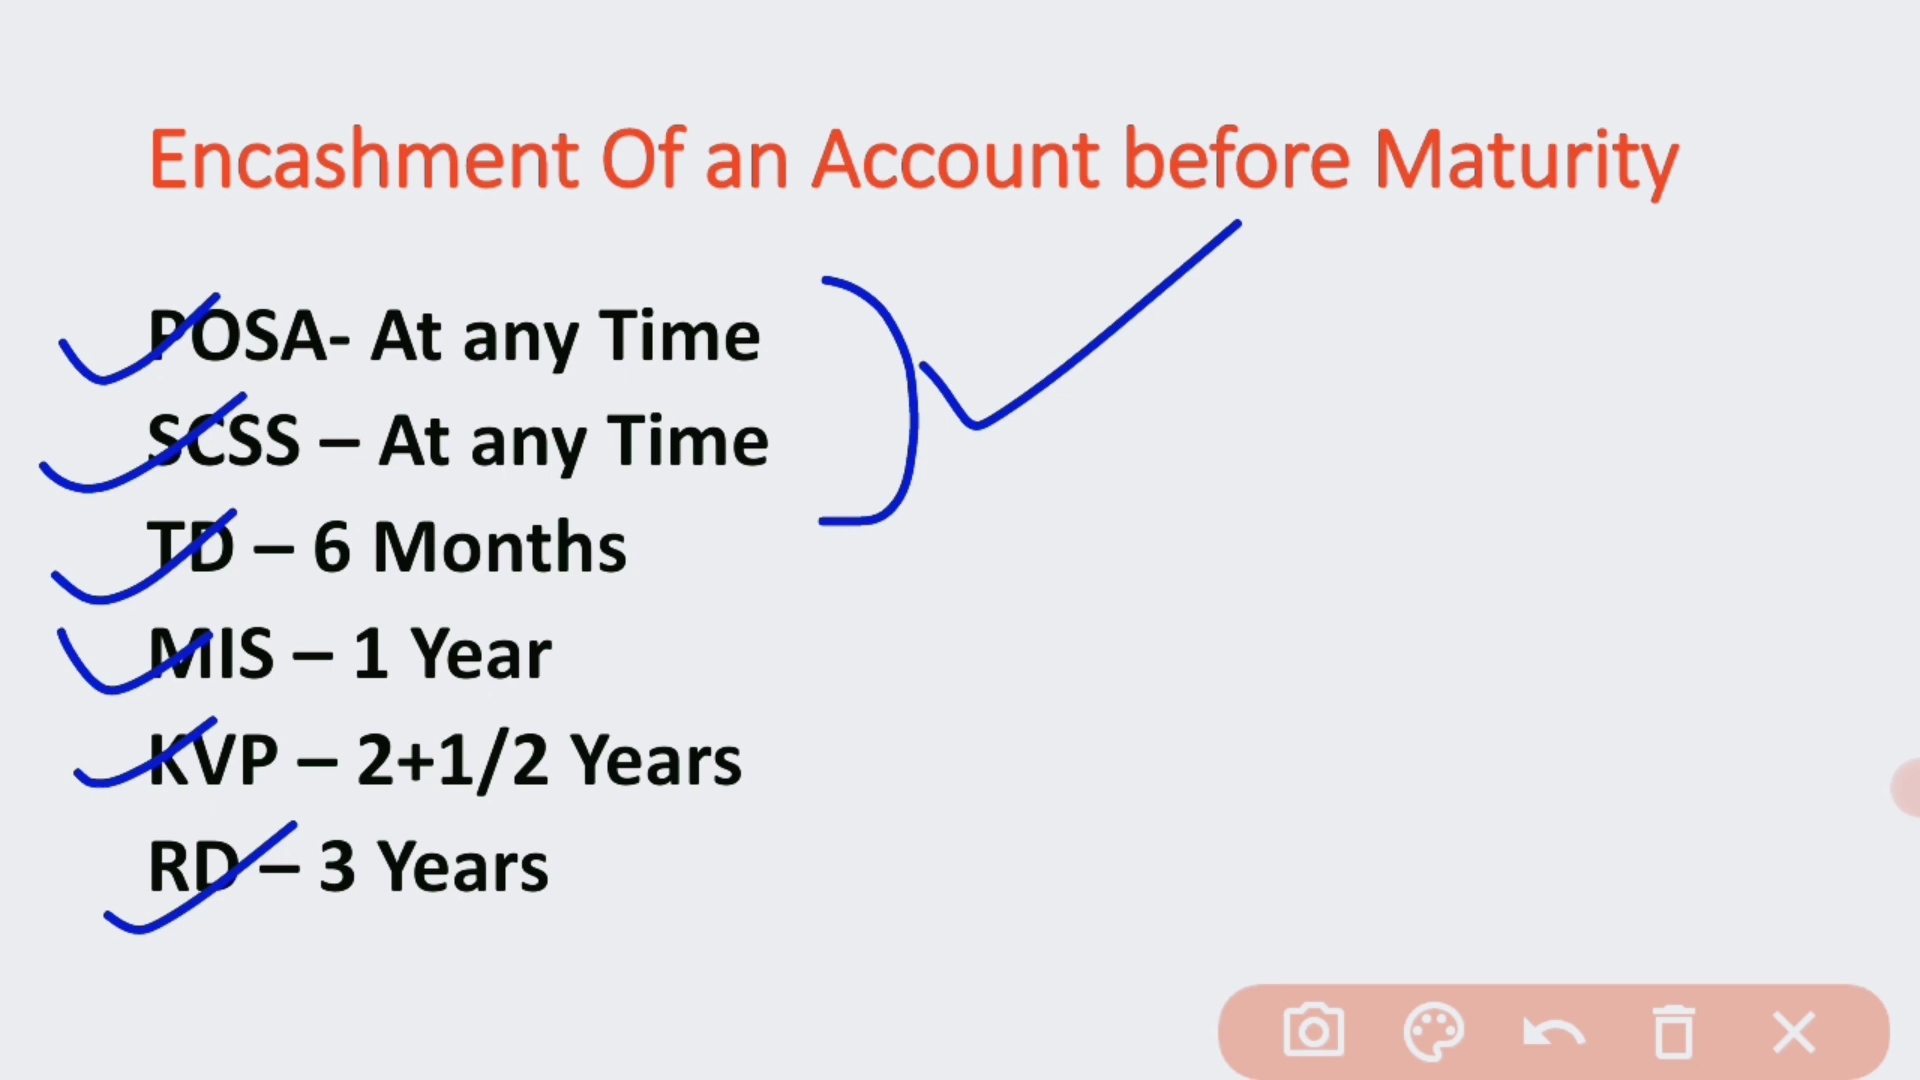 Encashment Of an Account before Maturity
POSA- At any Time
SCSS – At any Time
TD – 6 Months
MIS – 1 Year
KVP – 2+1/2 Years
RD – 3 Years